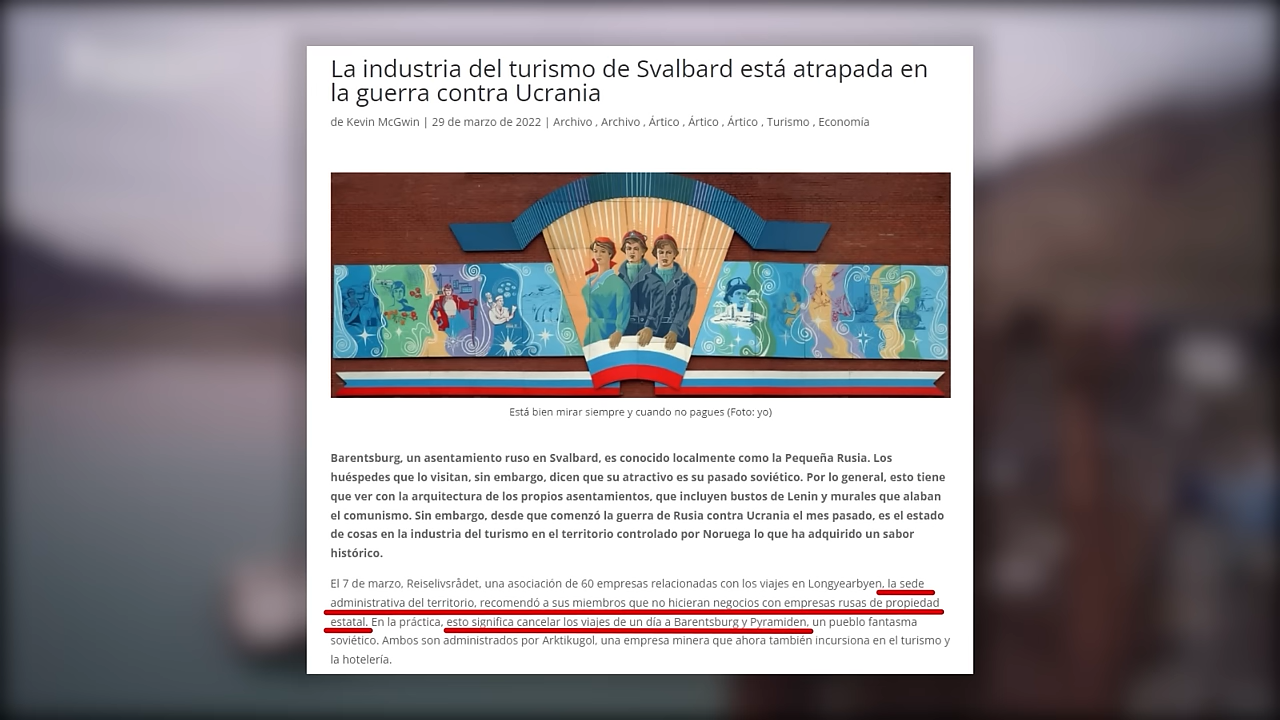 La industria del turismo de Svalbard está atrapada en
la guerra contra Ucrania
de Kevin McGwin | 29 de marzo de 2022 | Archivo , Archivo , Ártico , Ártico , Ártico , Turismo , Economía
Está bien mirar siempre y cuando no pagues (Foto: yo)
Barentsburg, un asentamiento ruso en Svalbard, es conocido localmente como la Pequeña Rusia. Los
huéspedes que lo visitan, sin embargo, dicen que su atractivo es su pasado soviético. Por lo general, esto tiene
que ver con la arquitectura de los propios asentamientos, que incluyen bustos de Lenin y murales que alaban
el comunismo. Sin embargo, desde que comenzó la guerra de Rusia contra Ucrania el mes pasado, es el estado
de cosas en la industria del turismo en el territorio controlado por Noruega lo que ha adquirido un sabor
histórico.
El 7 de marzo, Reiselivsrådet, una asociación de 60 empresas relacionadas con los viajes en Longyearbyen, la sede
administrativa del territorio, recomendó a sus miembros que no hicieran negocios con empresas rusas de propiedad
estatal. En la práctica, esto significa cancelar los viajes de un día a Barentsburg y Pyramiden, un pueblo fantasma
soviético. Ambos son administrados por Arktikugol, una empresa minera que ahora también incursiona en el turismo y
la hotelería.